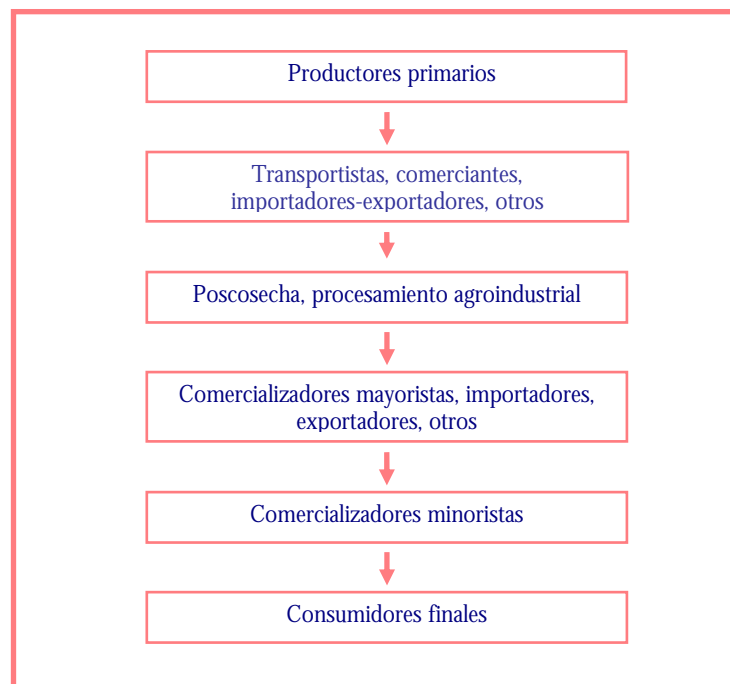 Productores primarios
Transportistas, comerciantes,
importadores-exportadores, otros
Poscosecha, procesamiento agroindustrial
Comercializadores mayoristas, importadores,
exportadores, otros
Comercializadores minoristas
Consumidores finales